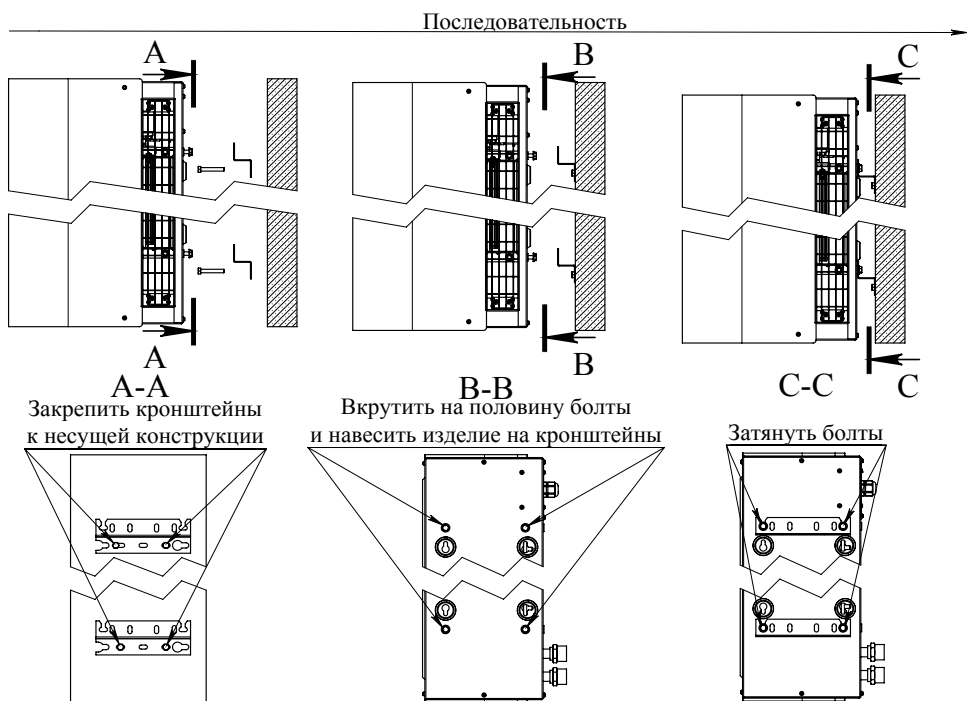 Последовательность
А
В
С
А
В
С
А-А
В-В
С-С
Закрепить кронштейны
к несущей конструкции
Вкрутить на половину болты
и навесить изделие на кронштейны
Затянуть болты